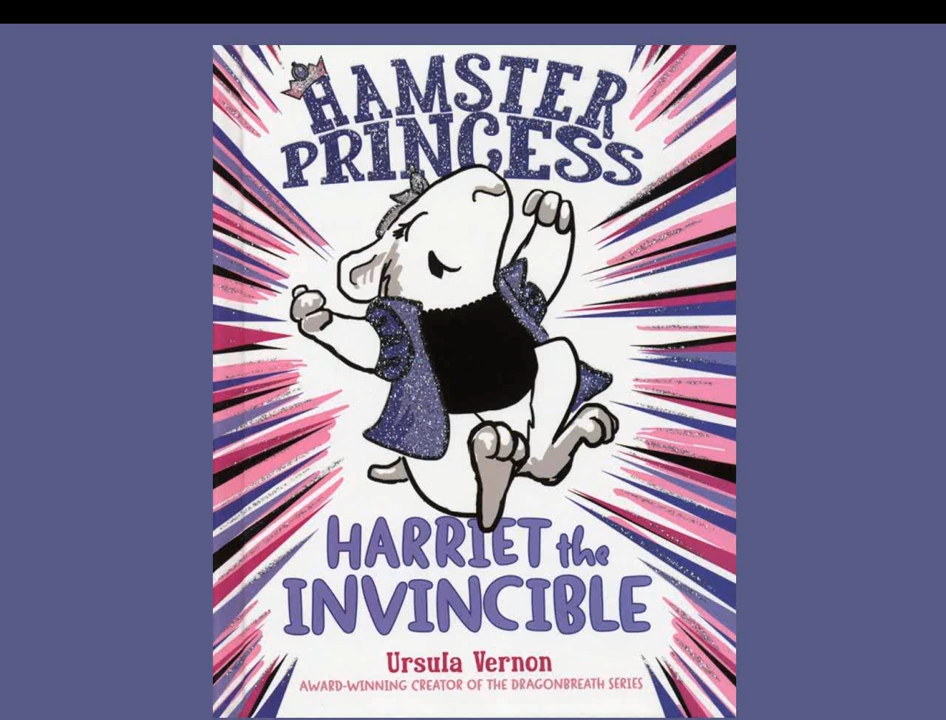 HAMSTER
PRINCESS
HARRIET the
INVINCIBLE
Ursula Vernon
AWARD-WINNING CREATOR OF THE DRAGONBREATH SERIES